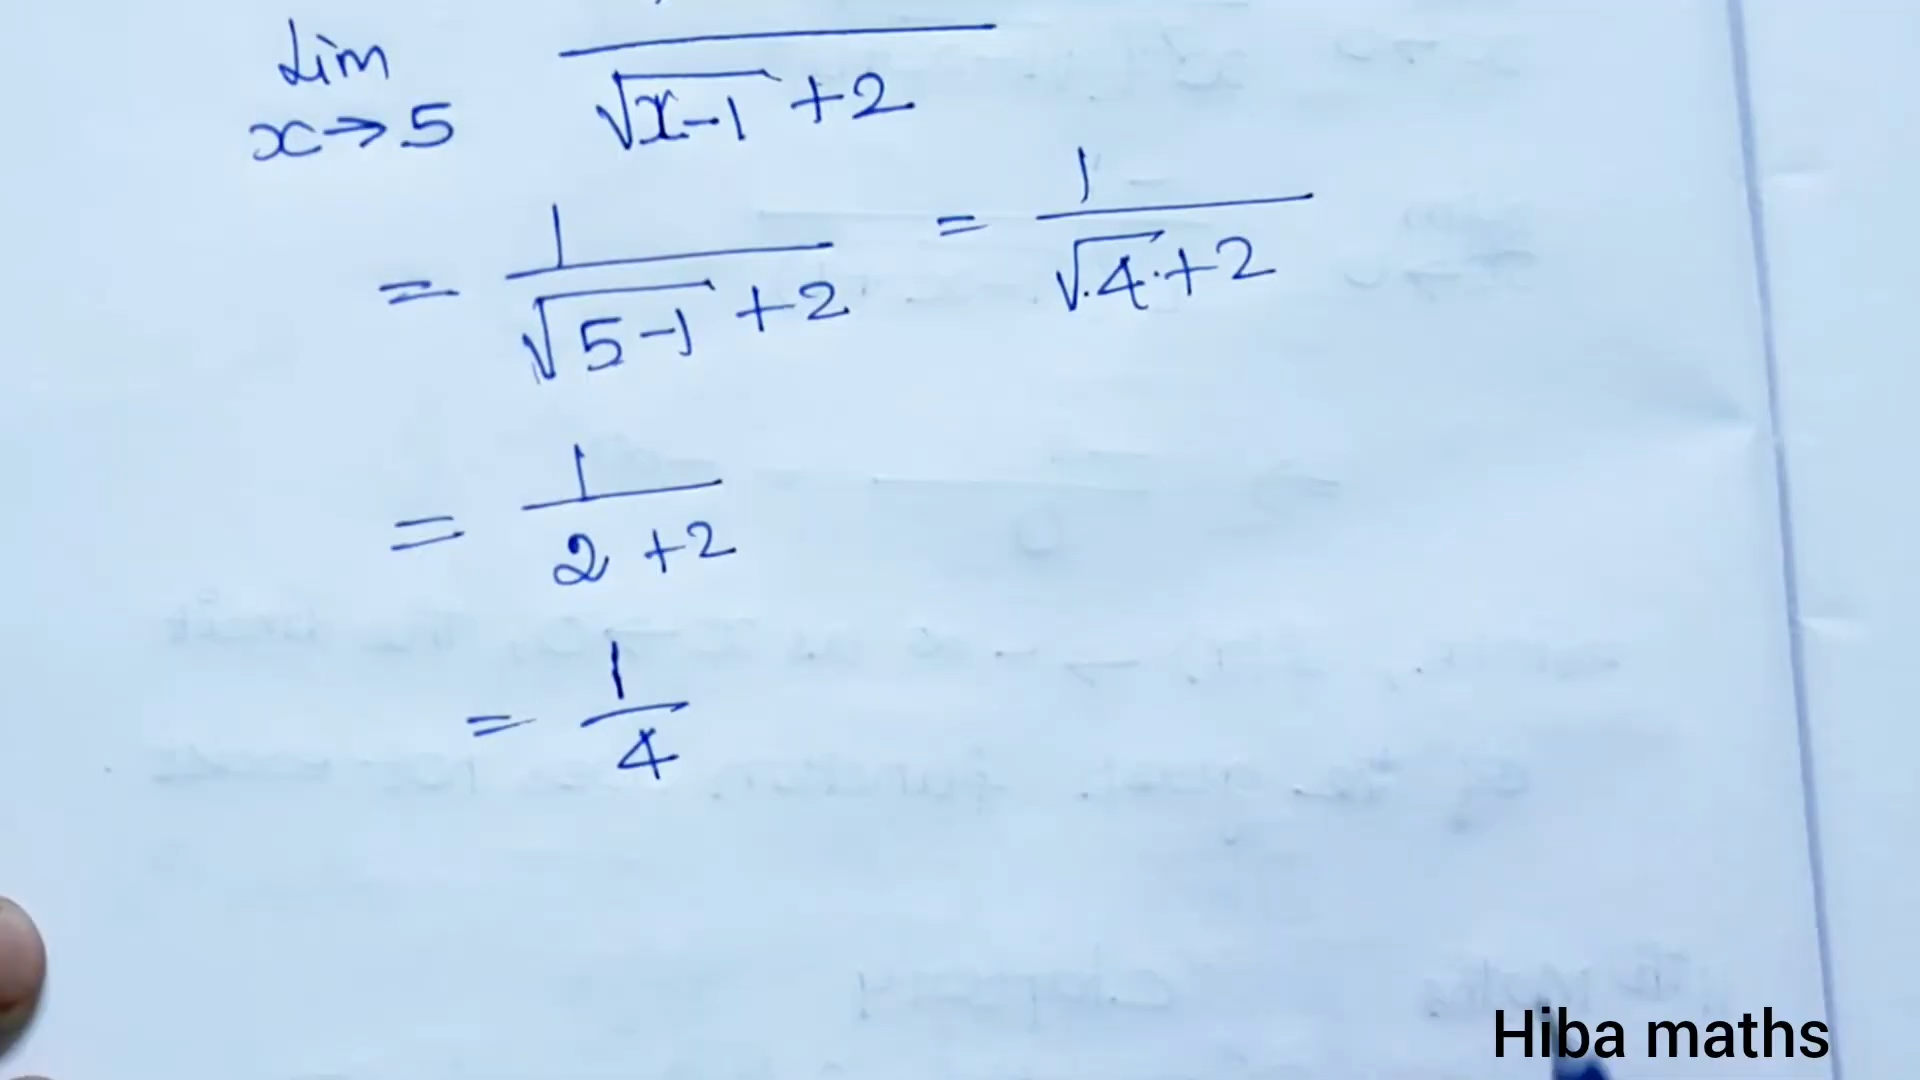 Lim
x→5 √x-1 +2
= 1/(√5-1 +2) = 1/(√4 +2)
= 1/(2 +2)
= 1/4
Hiba maths